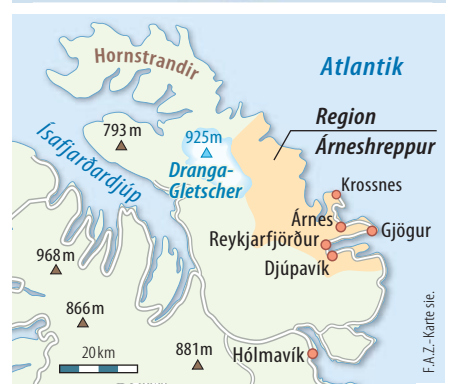 Hornstrandir
Atlantik
Region
Árneshreppur
793 m
925m
Dranga-
Gletscher
Ísafjarðardjúp
Krossnes
Árnes
Gjögur
Reykjarfjörður
Djúpavík
968 m
866 m
20 km
881 m
Hólmavík
F.A.Z.-Karte sie.